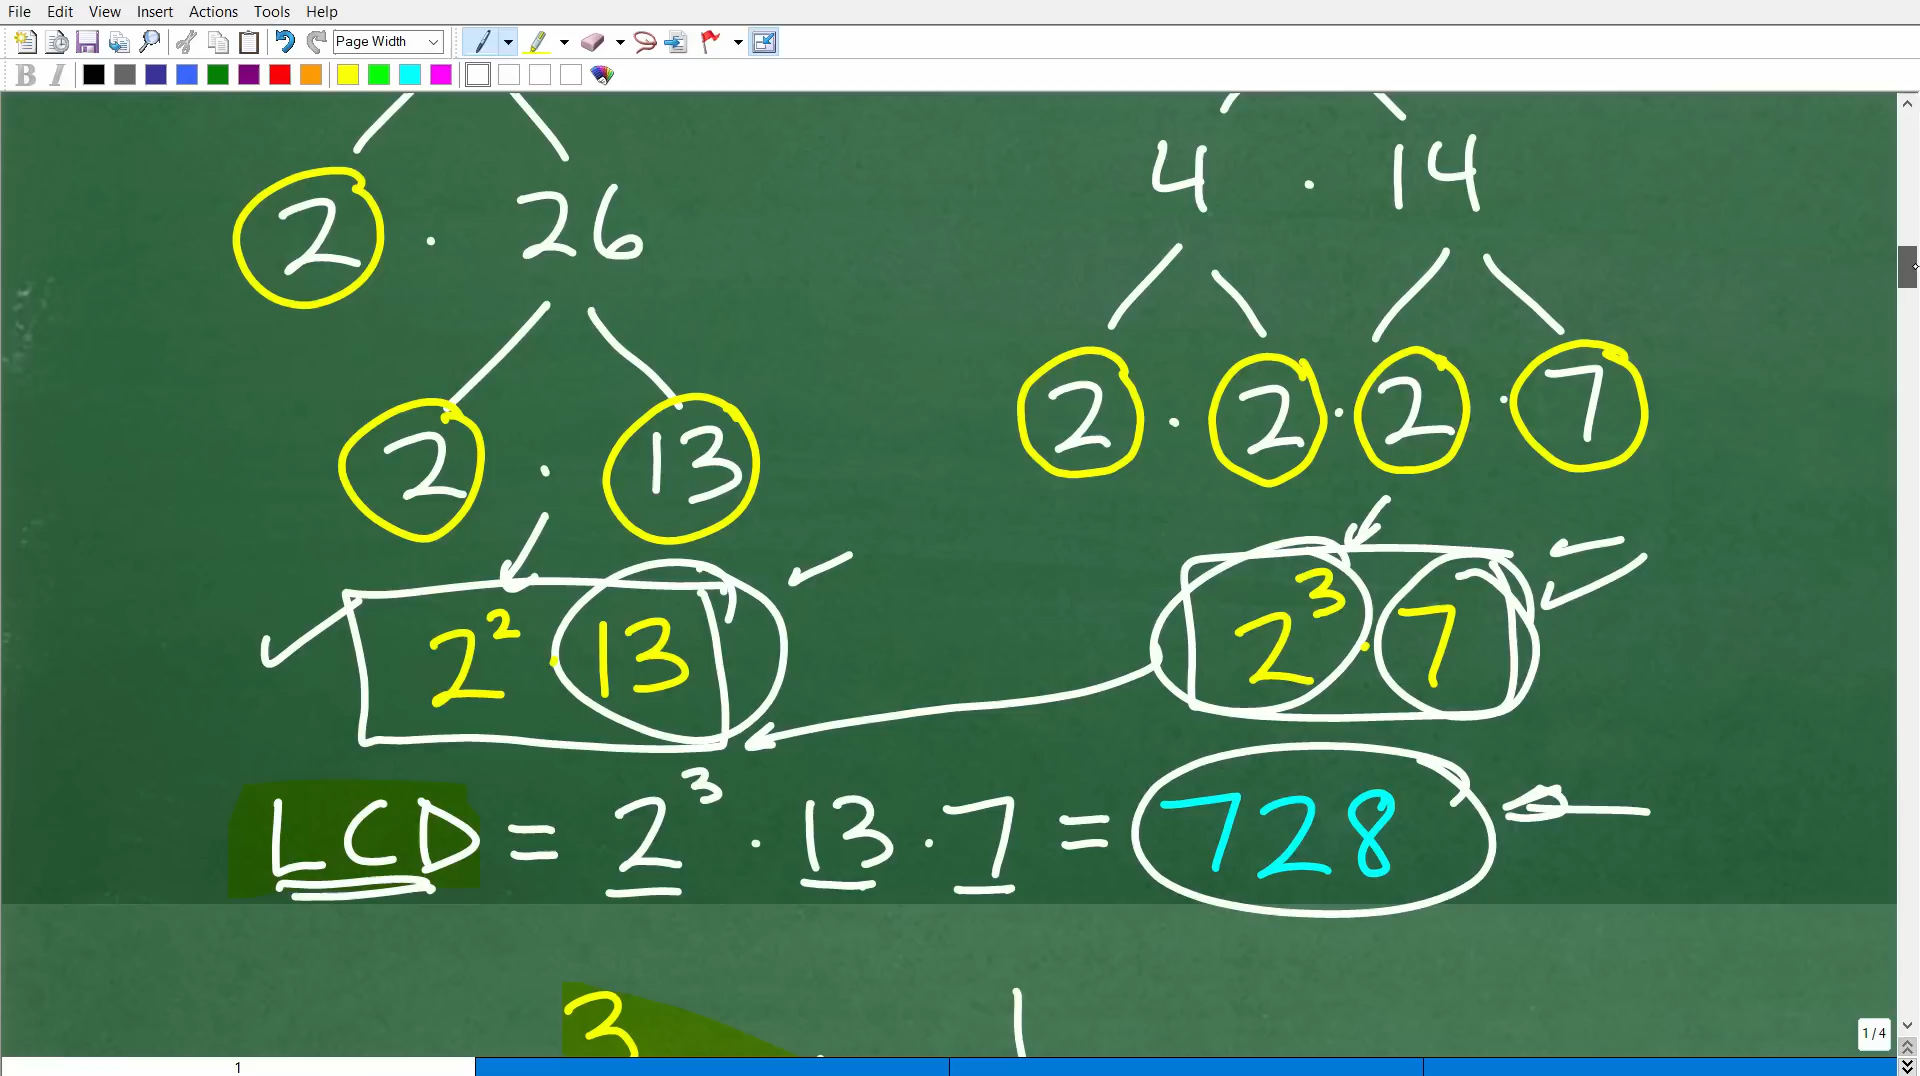 File Edit View Insert Actions Tools Help
Page Width
B I
4 . 14
2 . 26
2 . 2 . 2 . 7
2 . 13
2² . 13
2³ . 7
LCD = 2³ . 13 . 7 = 728
3
1 / 4
1